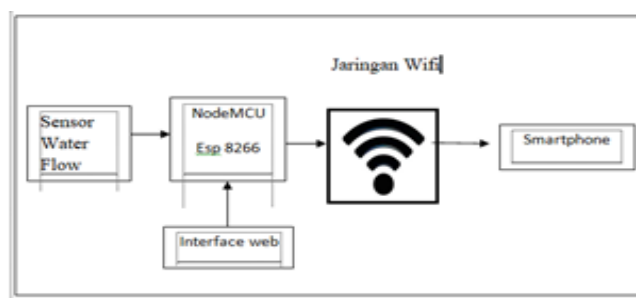 Jaringan Wifi
Sensor
Water
Flow
NodeMCU
Esp 8266
Smartphone
Interface web